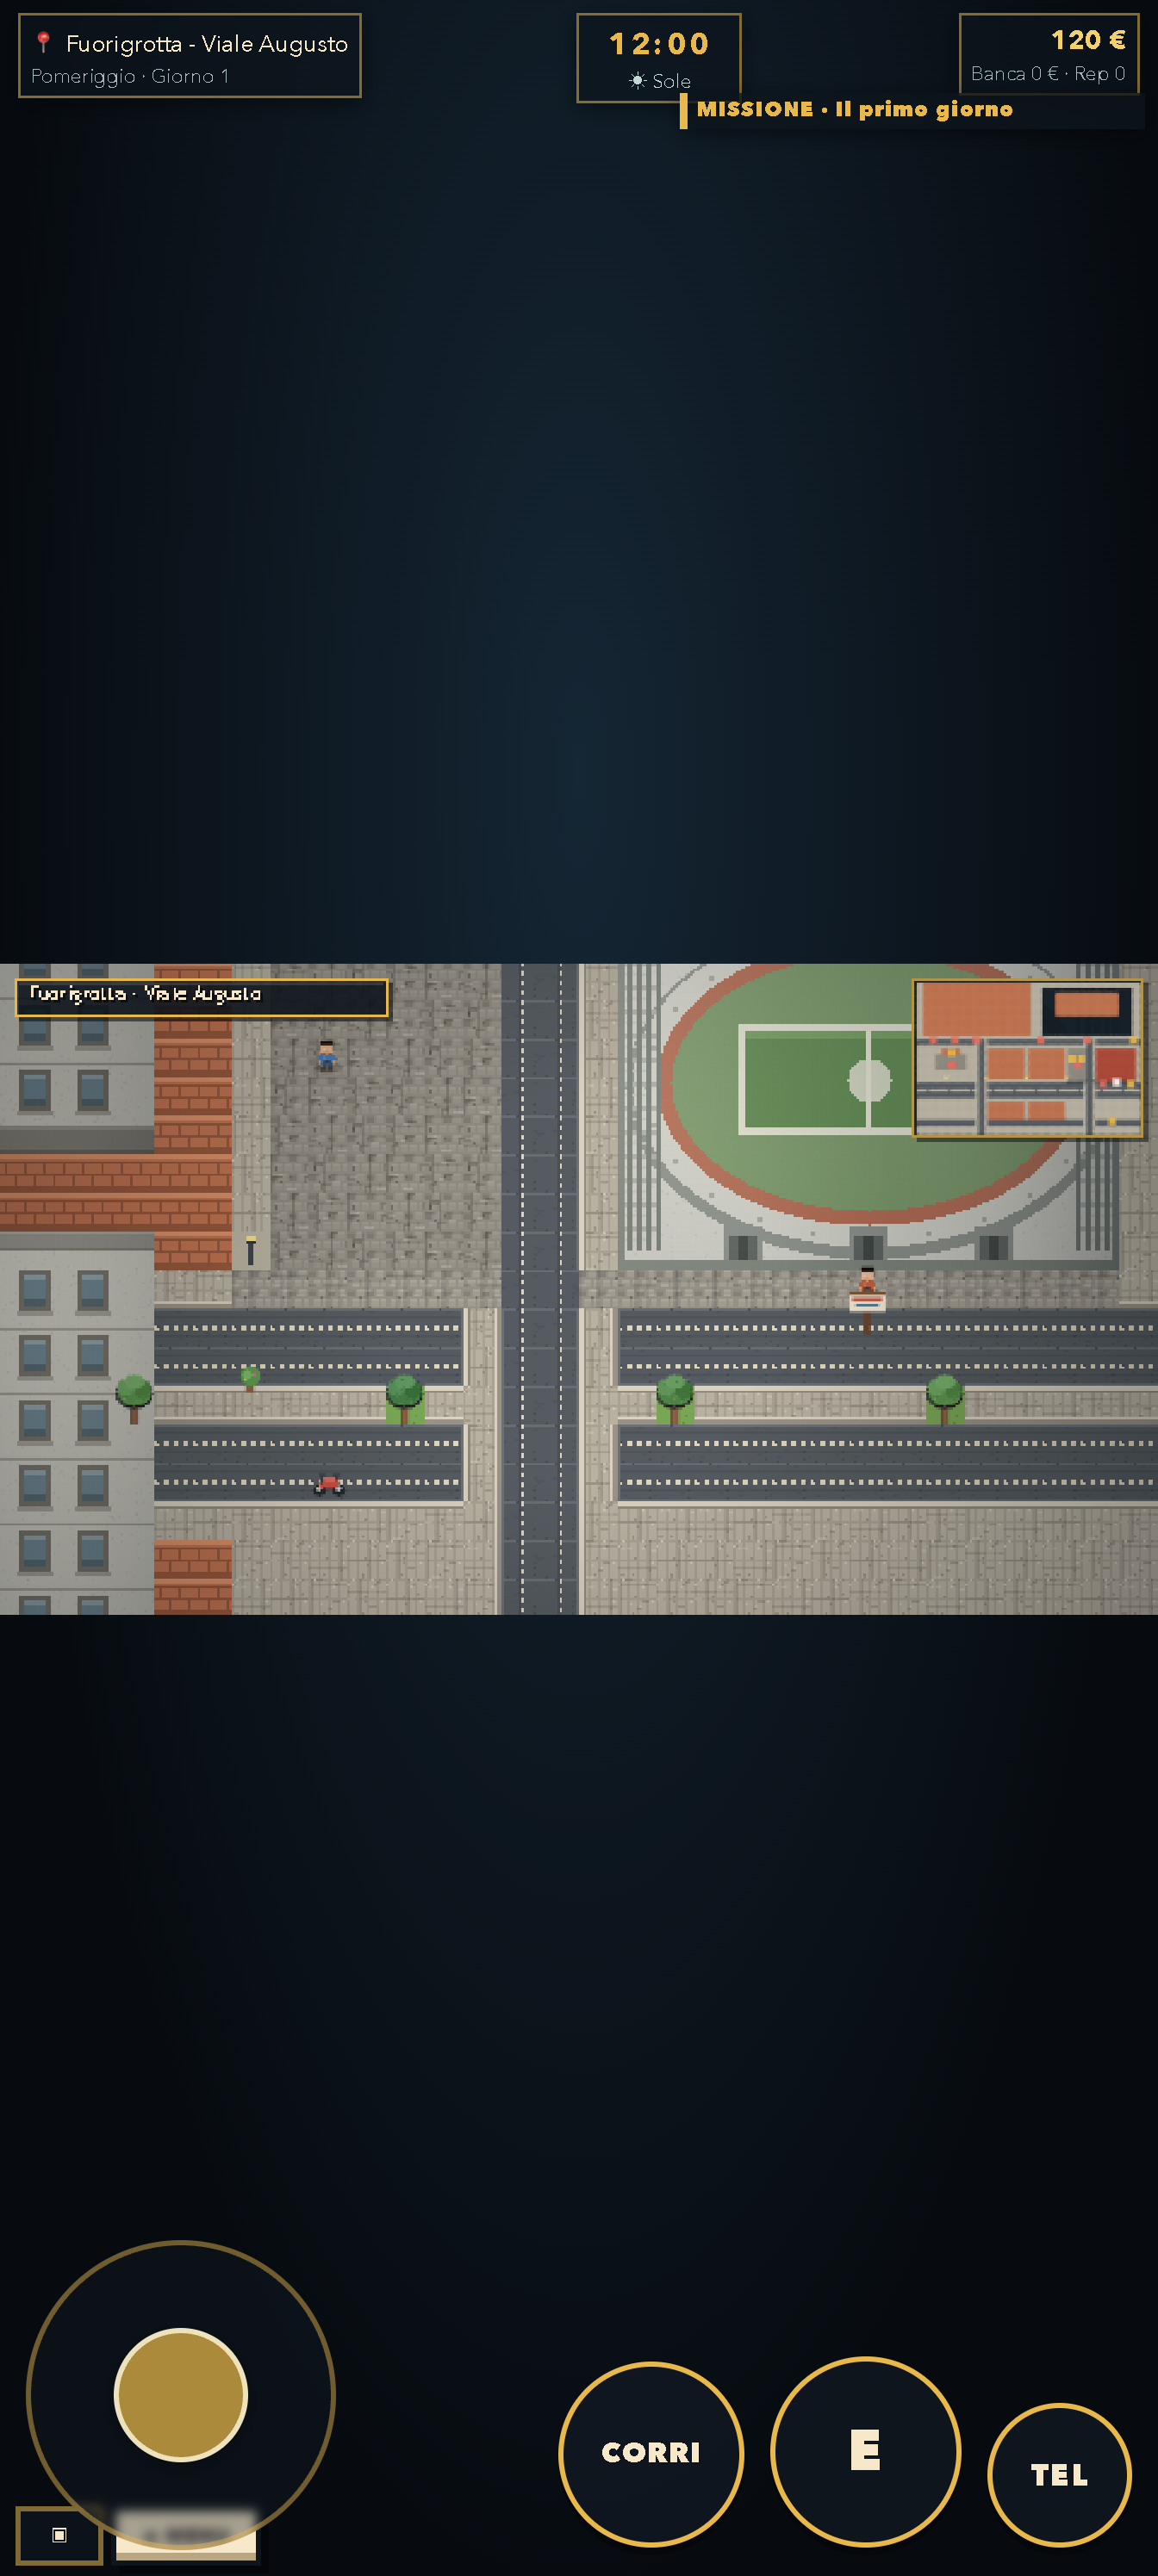 Fuorigrotta - Viale Augusto
Pomeriggio · Giorno 1
12:00
Sole
120 €
Banca 0 € · Rep 0
MISSIONE · Il primo giorno
Fuorigrotta · Viale Augusto
CORRI
E
TEL